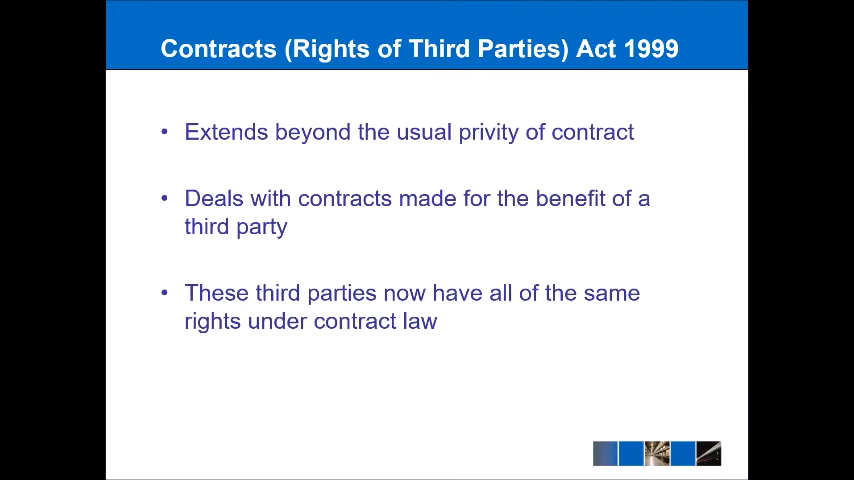 Contracts (Rights of Third Parties) Act 1999
• Extends beyond the usual privity of contract
• Deals with contracts made for the benefit of a
third party
• These third parties now have all of the same
rights under contract law